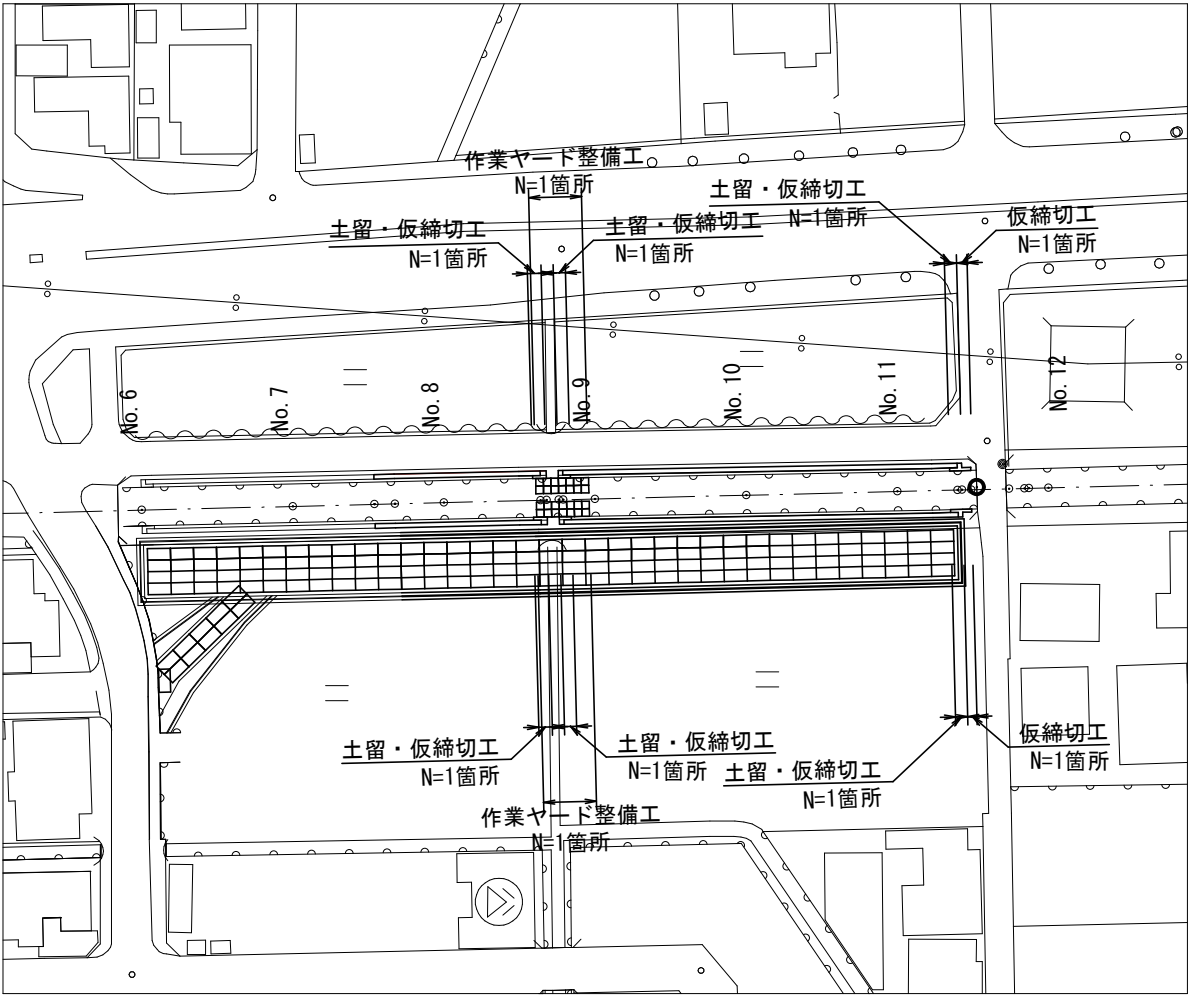 作業ヤード整備工
N=1箇所
土留・仮締切工
N=1箇所
仮締切工
N=1箇所
土留・仮締切工
N=1箇所
土留・仮締切工
N=1箇所
No. 6
No. 7
No. 8
No. 9
No. 10
No. 11
No. 12
土留・仮締切工
N=1箇所
土留・仮締切工
N=1箇所
仮締切工
N=1箇所
土留・仮締切工
N=1箇所
作業ヤード整備工
N=1箇所